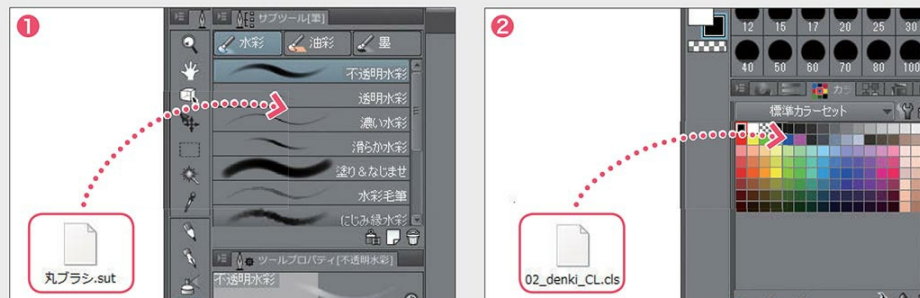 1
サブツール[筆]
水彩
油彩
墨
不透明水彩
透明水彩
濃い水彩
滑らか水彩
塗り&なじませ
水彩毛筆
にじみ縁水彩
ツールプロパティ[不透明水彩]
不透明水彩
丸ブラシ.sut
2
12 15 17 20 25 30
40 50 60 70 80 100
カラ
標準カラーセット
02_denki_CL.cls